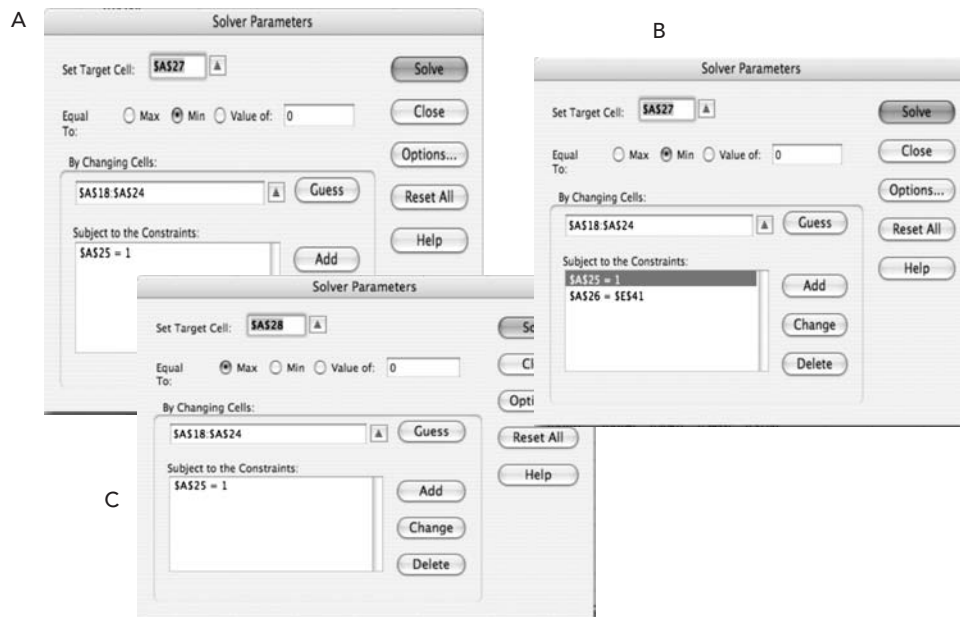 A
Solver Parameters
Set Target Cell: $A$27
Solve
Equal To: Max Min Value of: 0
Close
By Changing Cells:
Options...
$A$18:$A$24 Guess
Reset All
Subject to the Constraints:
Help
$A$25 = 1
Add
B
Solver Parameters
Set Target Cell: $A$27
Solve
Equal To: Max Min Value of: 0
Close
By Changing Cells:
Options...
$A$18:$A$24 Guess
Reset All
Subject to the Constraints:
Help
$A$25 = 1
Add
$A$26 = $E$41
Change
Delete
C
Solver Parameters
Set Target Cell: $A$28
Equal To: Max Min Value of: 0
By Changing Cells:
$A$18:$A$24 Guess
Reset All
Subject to the Constraints:
Help
$A$25 = 1
Add
Change
Delete